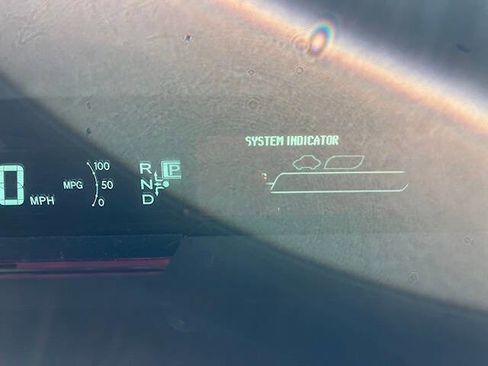 SYSTEM INDICATOR
0 MPH
MPG 100 50 0
R P
N
D